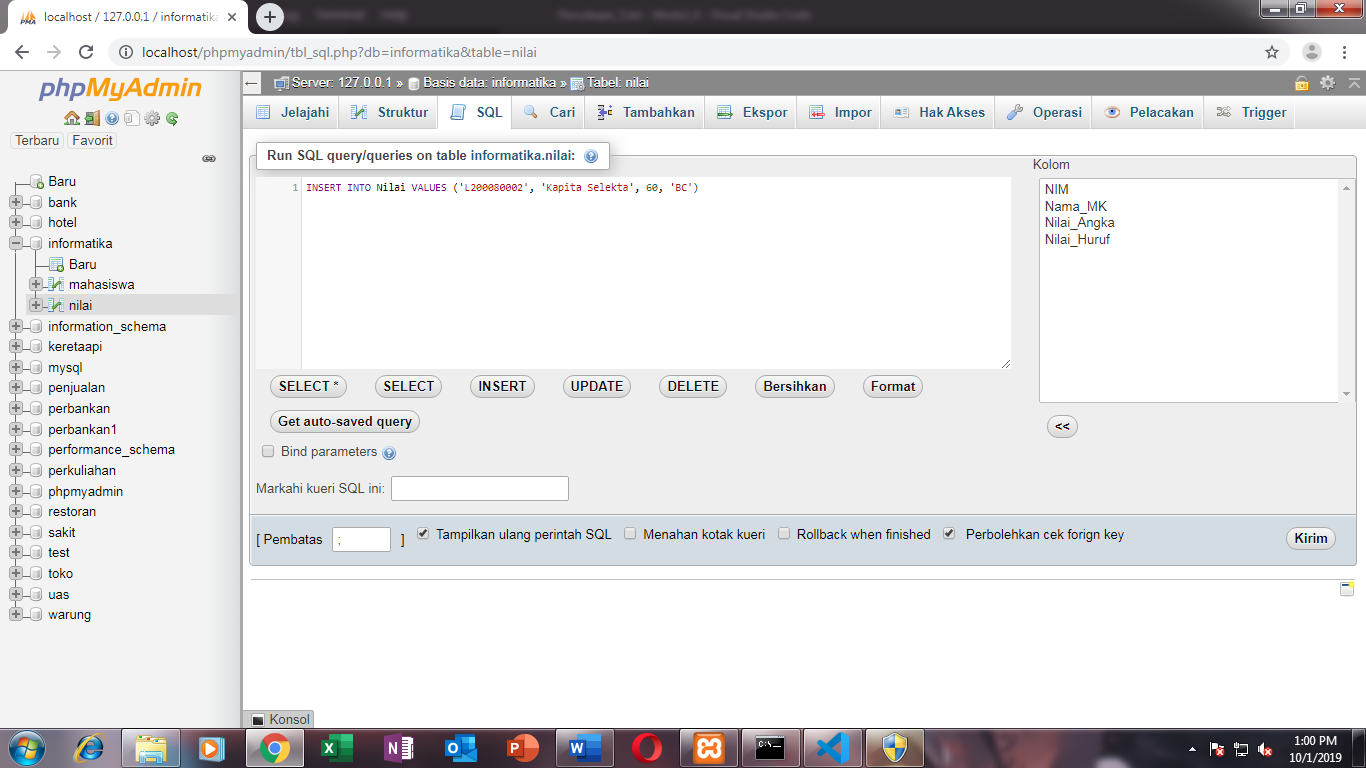 localhost / 127.0.0.1 / informatika
localhost/phpmyadmin/tbl_sql.php?db=informatika&table=nilai
phpMyAdmin
Terbaru Favorit
Baru
bank
hotel
informatika
Baru
mahasiswa
nilai
information_schema
keretaapi
mysql
penjualan
perbankan
perbankan1
performance_schema
perkuliahan
phpmyadmin
restoran
sakit
test
toko
uas
warung
Server: 127.0.0.1 » Basis data: informatika » Tabel: nilai
Jelajahi Struktur SQL Cari Tambahkan Ekspor Impor Hak Akses Operasi Pelacakan Trigger
Run SQL query/queries on table informatika.nilai:
1 INSERT INTO Nilai VALUES ('L200080002', 'Kapita Selekta', 60, 'BC')
Kolom
NIM
Nama_MK
Nilai_Angka
Nilai_Huruf
<<
SELECT * SELECT INSERT UPDATE DELETE Bersihkan Format
Get auto-saved query
Bind parameters
Markahi kueri SQL ini:
[ Pembatas ; ] Tampilkan ulang perintah SQL Menahan kotak kueri Rollback when finished Perbolehkan cek forign key Kirim
Konsol
1:00 PM
10/1/2019